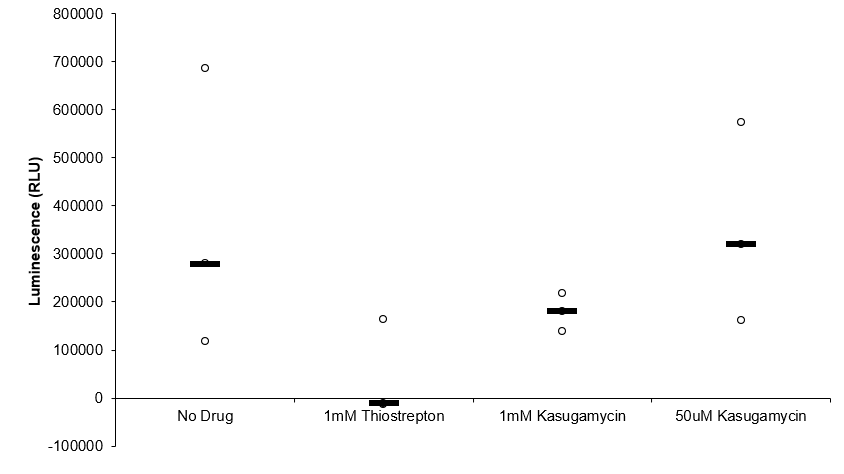 800000
700000
600000
500000
400000
300000
200000
100000
0
-100000
Luminescence (RLU)
No Drug
1mM Thiostrepton
1mM Kasugamycin
50uM Kasugamycin